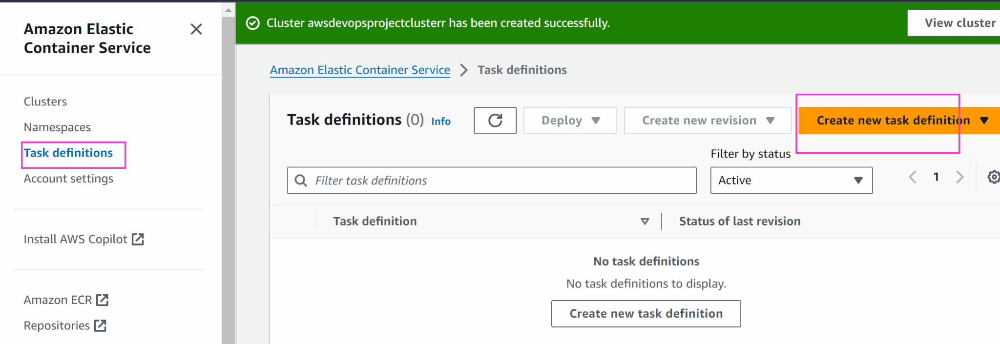 Amazon Elastic
Container Service
Clusters
Namespaces
Task definitions
Account settings
Install AWS Copilot
Amazon ECR
Repositories
Cluster awsdevopsprojectclusterr has been created successfully.
View cluster
Amazon Elastic Container Service > Task definitions
Task definitions (0) Info
Deploy
Create new revision
Create new task definition
Filter by status
Filter task definitions
Active
1
Task definition
Status of last revision
No task definitions
No task definitions to display.
Create new task definition